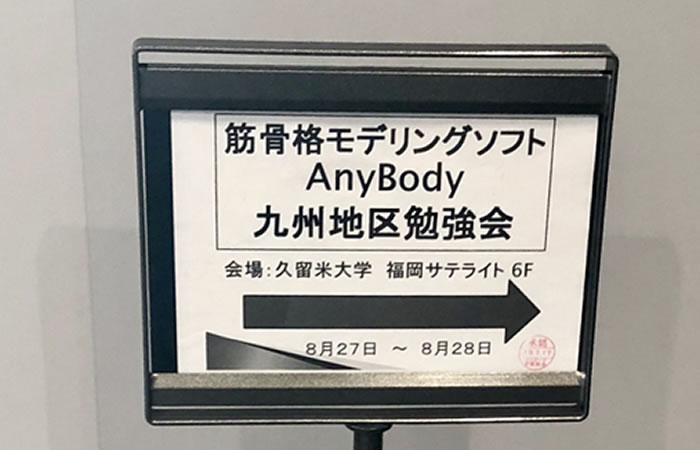 筋骨格モデリングソフト
AnyBody
九州地区勉強会
会場：久留米大学　福岡サテライト 6F
8月27日　～　8月28日